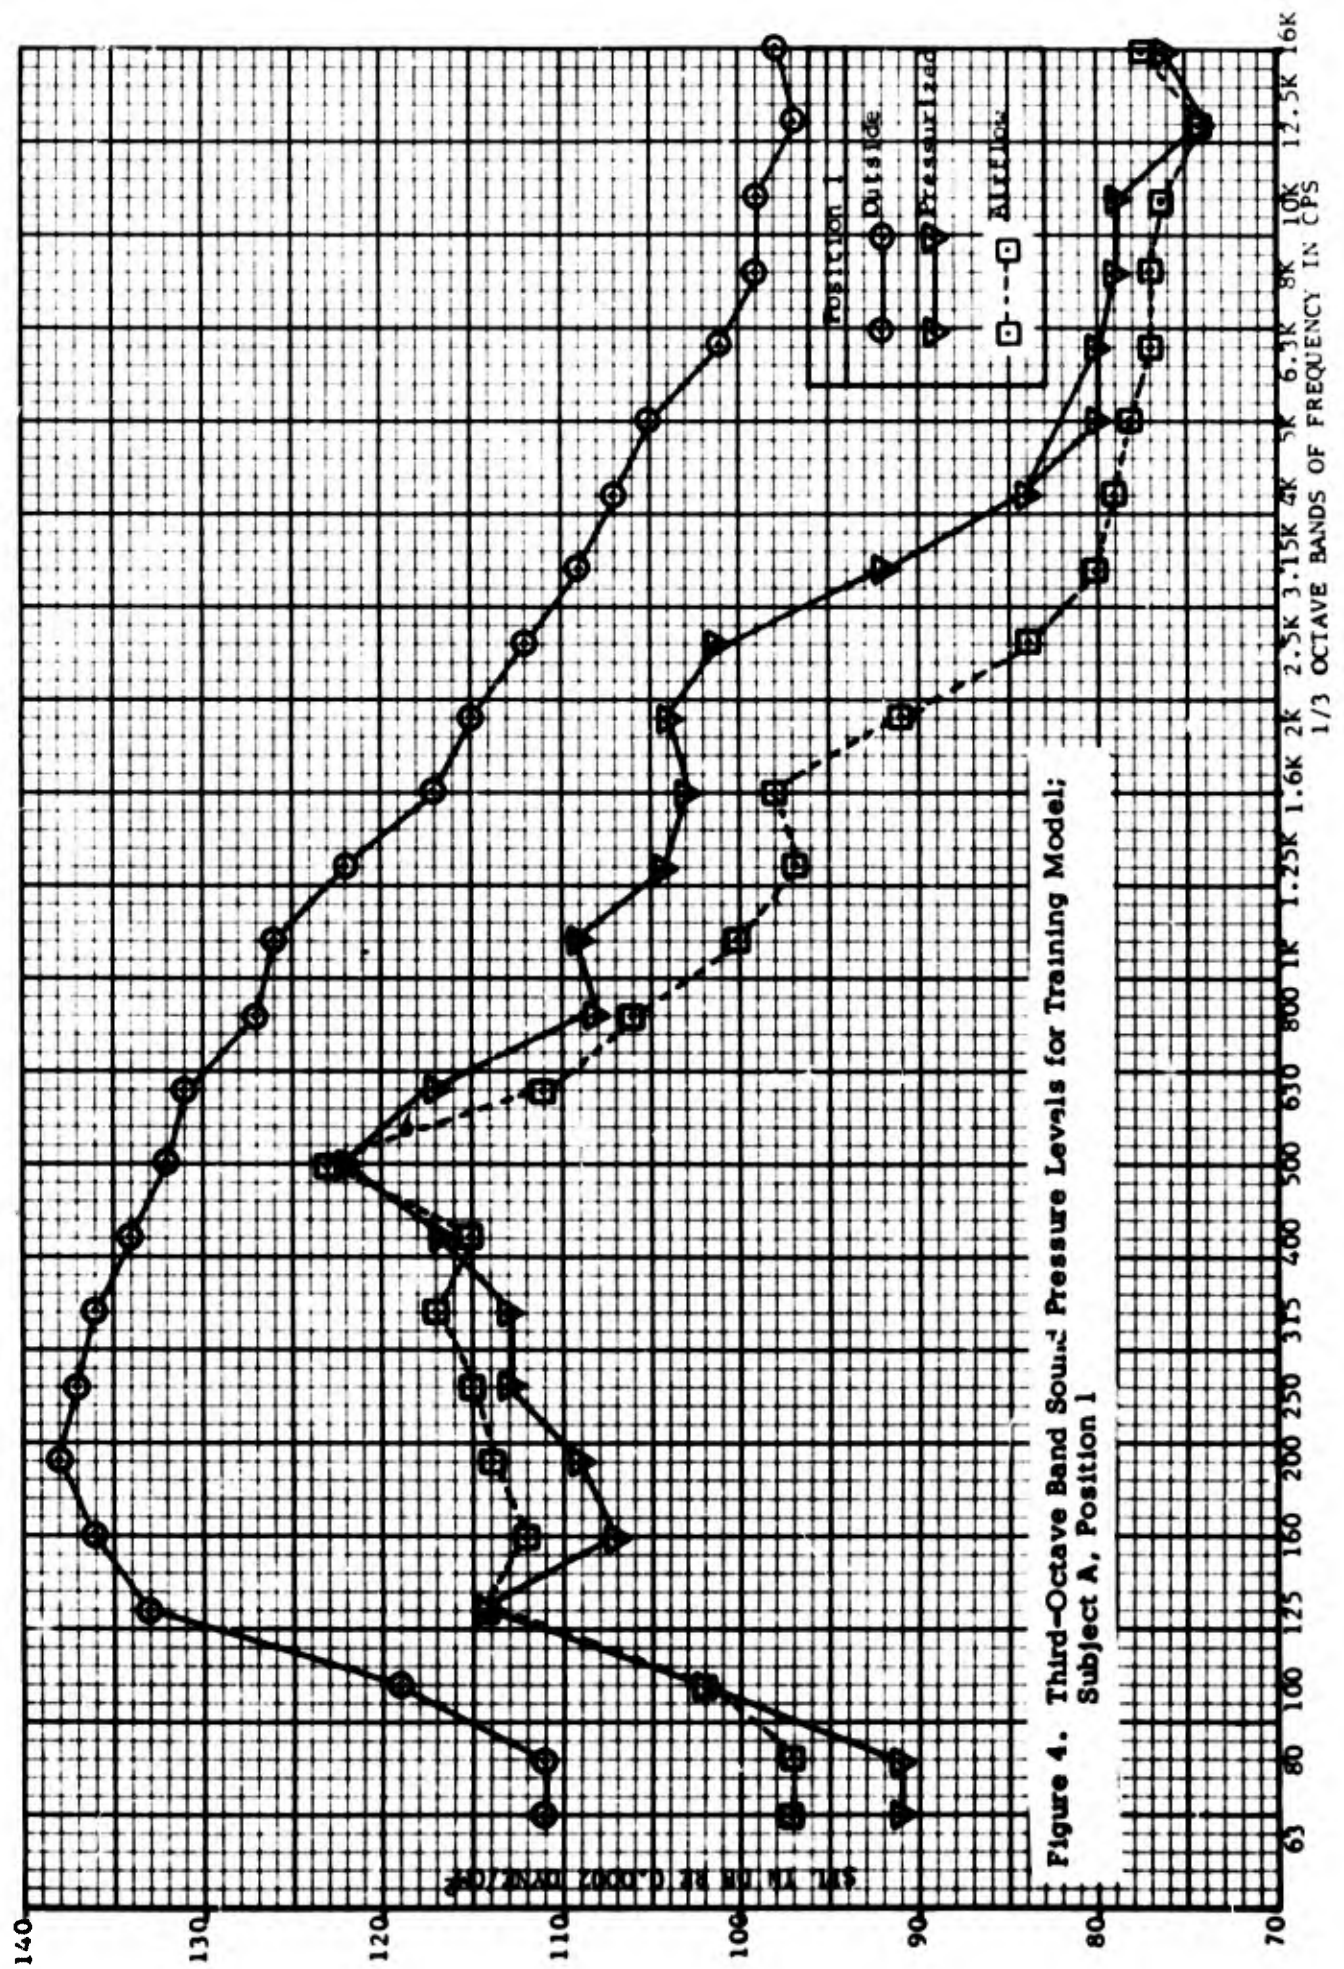 140
130
120
110
100
90
80
70
SPL IN DB RE 0.0002 DYNE/CM²
63
80
100
125
160
200
250
315
400
500
630
800
1K
1.25K
1.6K
2K
2.5K
3.15K
4K
5K
6.3K
8K
10K
12.5K
16K
1/3 OCTAVE BANDS OF FREQUENCY IN CPS
Position 1
Outside
Pressurized
Airflow
Figure 4. Third-Octave Band Sound Pressure Levels for Training Model;
Subject A, Position 1